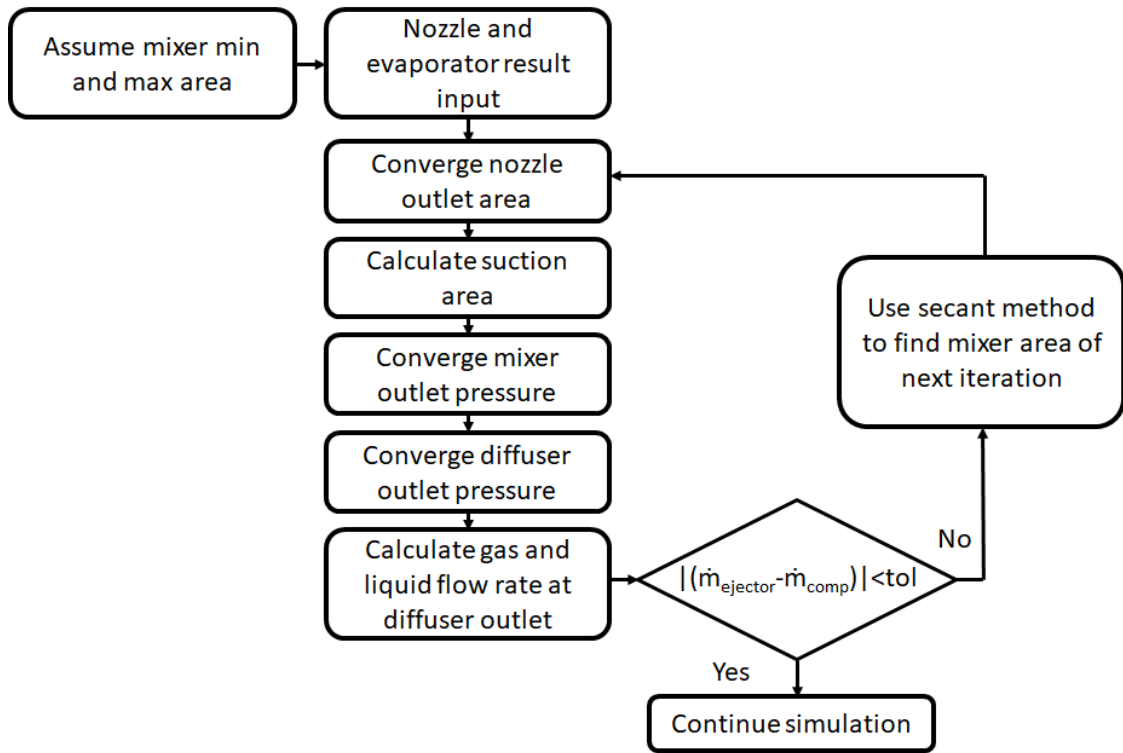 Assume mixer min
and max area
Nozzle and
evaporator result
input
Converge nozzle
outlet area
Calculate suction
area
Converge mixer
outlet pressure
Converge diffuser
outlet pressure
Calculate gas and
liquid flow rate at
diffuser outlet
|(ṁejector-ṁcomp)|<tol
No
Use secant method
to find mixer area of
next iteration
Yes
Continue simulation